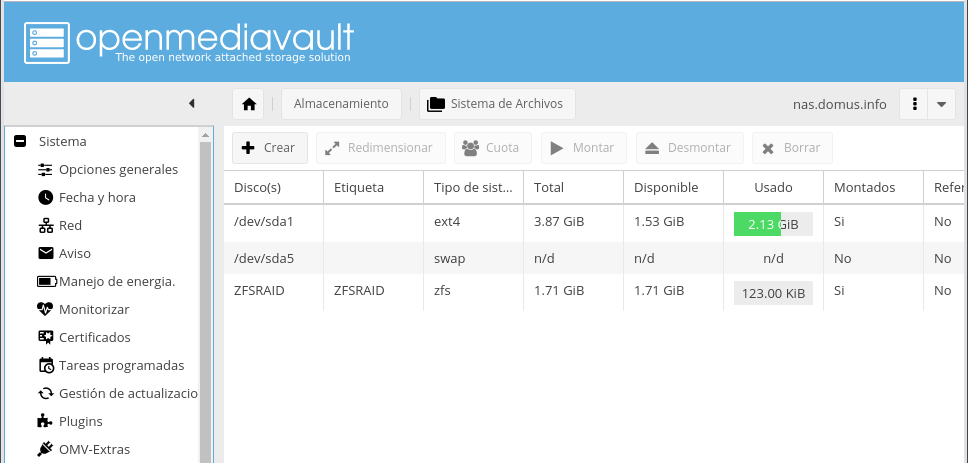 openmediavault
The open network attached storage solution
Almacenamiento Sistema de Archivos nas.domus.info
Sistema
Opciones generales
Fecha y hora
Red
Aviso
Manejo de energia.
Monitorizar
Certificados
Tareas programadas
Gestión de actualizacio
Plugins
OMV-Extras
Crear Redimensionar Cuota Montar Desmontar Borrar
Disco(s) Etiqueta Tipo de sist... Total Disponible Usado Montados Refer
/dev/sda1 ext4 3.87 GiB 1.53 GiB 2.13 GiB Si No
/dev/sda5 swap n/d n/d n/d No No
ZFSRAID ZFSRAID zfs 1.71 GiB 1.71 GiB 123.00 KiB Si No